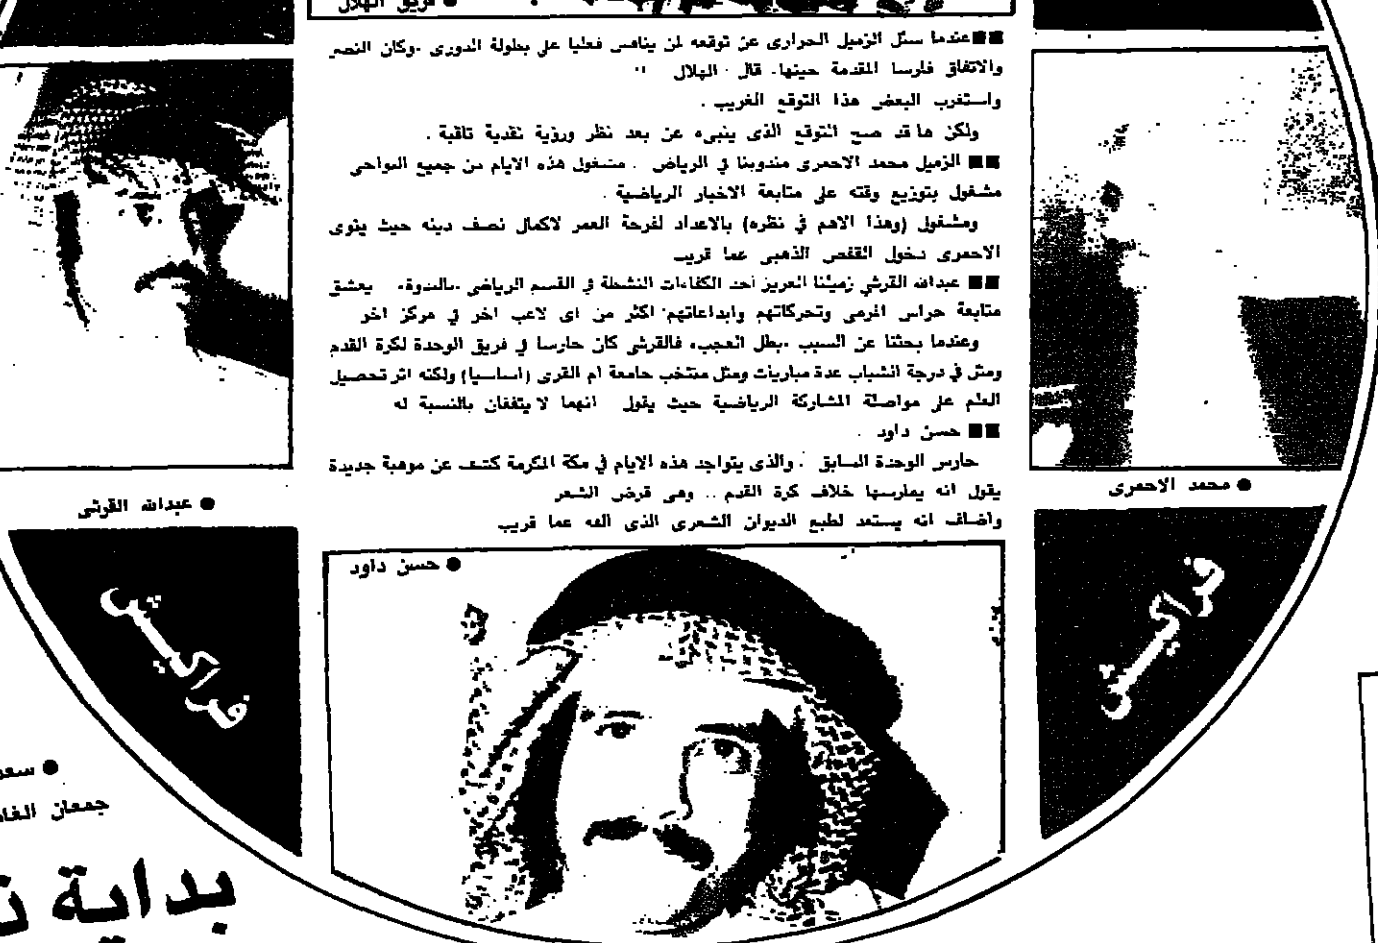 ● فريق الهلال
■■ عندما سئل الزميل الحرارى عن توقعه لمن ينافس فعليا على بطولة الدورى .وكان النصر
والاتفاق فارسا المقدمة حينها. قال . الهلال ''
واستغرب البعض هذا التوقع الغريب .
ولكن ها قد صح التوقع الذى ينبىء عن بعد نظر ورؤية نقدية ثاقبة .
■■ الزميل محمد الاحمرى مندوبنا في الرياض . مشغول هذه الايام من جميع النواحى
مشغول بتوزيع وقته على متابعة الاخبار الرياضية .
ومشغول (وهذا الاهم في نظره) بالاعداد لفرحة العمر لاكمال نصف دينه حيث ينوى
الاحمرى دخول القفص الذهبى عما قريب
■■ عبدالله القرشي زميلنا العزيز احد الكفاءات النشطة في القسم الرياضى .بالندوة. يعشق
متابعة حراس المرمى وتحركاتهم وابداعاتهم اكثر من اى لاعب اخر في مركز اخر
وعندما بحثنا عن السبب .بطل العجب. فالقرشى كان حارسا في فريق الوحدة لكرة القدم
ومثل في درجة الشباب عدة مباريات ومثل منتخب جامعة ام القرى (اساسيا) ولكنه اثر تحصيل
العلم على مواصلة المشاركة الرياضية حيث يقول انهما لا يتفقان بالنسبة له
■■ حسن داود .
حارس الوحدة السابق . والذى يتواجد هذه الايام في مكة المكرمة كشف عن موهبة جديدة
يقول انه يمارسها خلاف كرة القدم .. وهى قرض الشعر
واضاف انه يستعد لطبع الديوان الشعرى الذى الفه عما قريب
● محمد الاحمرى
● عبدالله القرشى
● حسن داود
فراكيش
فراكيش
جمعان
بداية